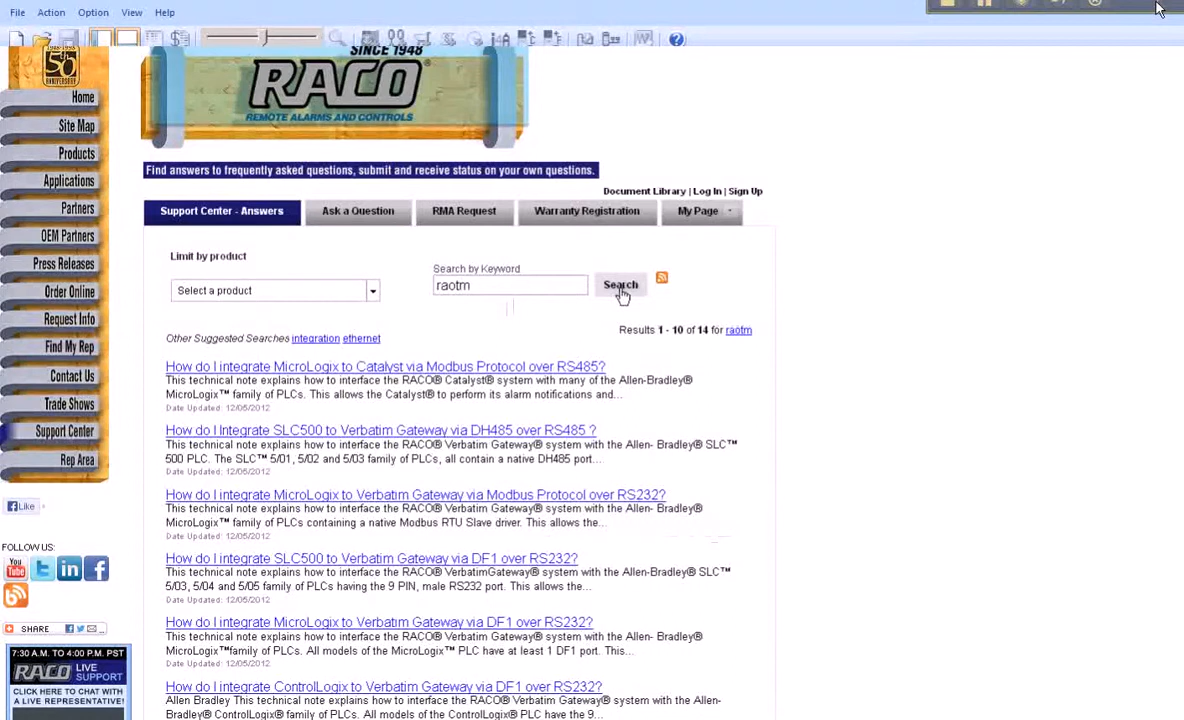 File Action Option View Help
SINCE 1948
50
ANNIVERSARY
RACO®
REMOTE ALARMS AND CONTROLS
Home
Site Map
Products
Applications
Partners
OEM Partners
Press Releases
Order Online
Request Info
Find My Rep
Contact Us
Trade Shows
Support Center
Rep Area
Like
FOLLOW US:
You Tube
SHARE
7:30 A.M. TO 4:00 P.M. PST
RACO LIVE SUPPORT
CLICK HERE TO CHAT WITH
A LIVE REPRESENTATIVE!
Find answers to frequently asked questions, submit and receive status on your own questions.
Document Library | Log In | Sign Up
Support Center - Answers Ask a Question RMA Request Warranty Registration My Page
Limit by product
Select a product
Search by Keyword
raotm
Search
Results 1 - 10 of 14 for raotm
Other Suggested Searches integration ethernet
How do I integrate MicroLogix to Catalyst via Modbus Protocol over RS485?
This technical note explains how to interface the RACO® Catalyst® system with many of the Allen-Bradley®
MicroLogix™ family of PLCs. This allows the Catalyst® to perform its alarm notifications and...
Date Updated: 12/05/2012
How do I Integrate SLC500 to Verbatim Gateway via DH485 over RS485 ?
This technical note explains how to interface the RACO® Verbatim Gateway® system with the Allen- Bradley® SLC™
500 PLC. The SLC™ 5/01, 5/02 and 5/03 family of PLCs, all contain a native DH485 port...
Date Updated: 12/05/2012
How do I integrate MicroLogix to Verbatim Gateway via Modbus Protocol over RS232?
This technical note explains how to interface the RACO® Verbatim Gateway® system with the Allen- Bradley®
MicroLogix™ family of PLCs containing a native Modbus RTU Slave driver. This allows the...
Date Updated: 12/05/2012
How do I integrate SLC500 to Verbatim Gateway via DF1 over RS232?
This technical note explains how to interface the RACO® VerbatimGateway® system with the Allen-Bradley® SLC™
5/03, 5/04 and 5/05 family of PLCs having the 9 PIN, male RS232 port. This allows the...
Date Updated: 12/05/2012
How do I integrate MicroLogix to Verbatim Gateway via DF1 over RS232?
This technical note explains how to interface the RACO® Verbatim Gateway® system with the Allen- Bradley®
MicroLogix™family of PLCs. All models of the MicroLogix™ PLC have at least 1 DF1 port. This...
Date Updated: 12/05/2012
How do I integrate ControlLogix to Verbatim Gateway via DF1 over RS232?
Allen Bradley This technical note explains how to interface the RACO® Verbatim Gateway® system with the Allen-
Bradley® ControlLogix® family of PLCs. All models of the ControlLogix® PLC have the 9...